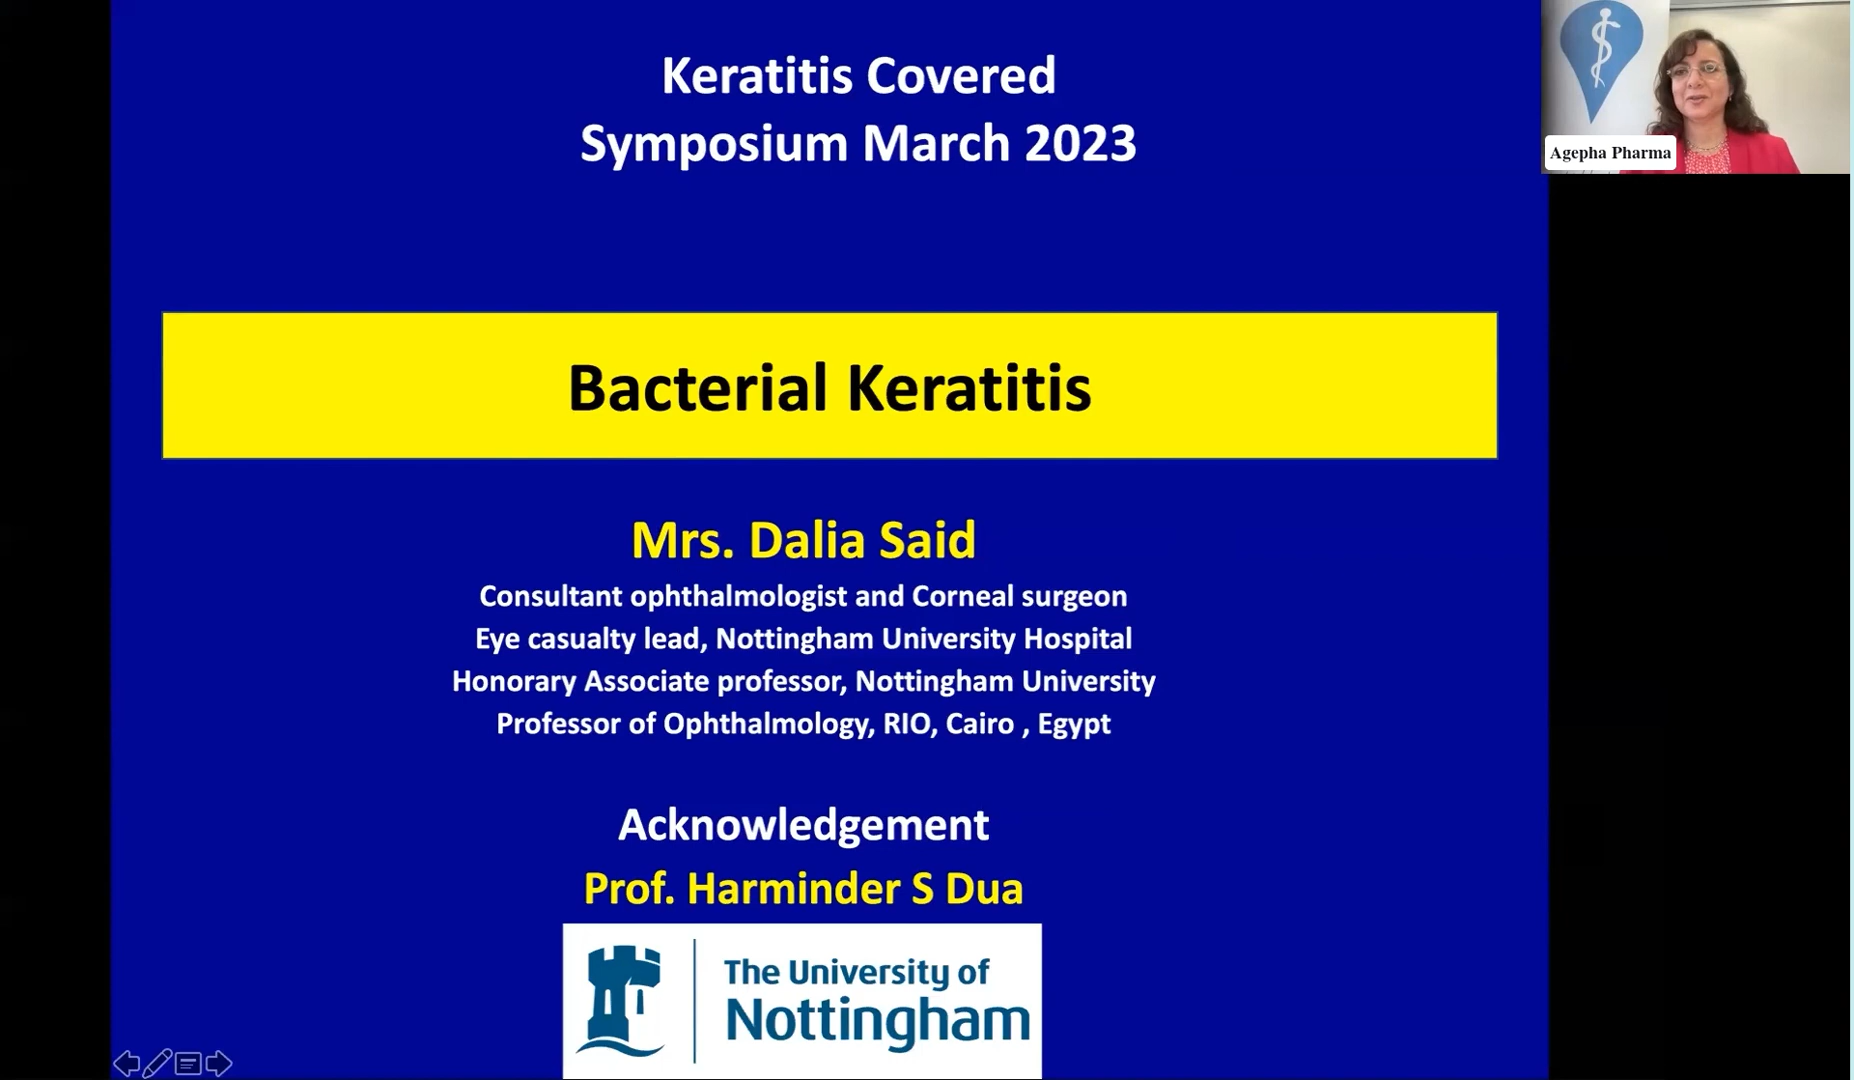 Keratitis Covered
Symposium March 2023
Agepha Pharma
Bacterial Keratitis
Mrs. Dalia Said
Consultant ophthalmologist and Corneal surgeon
Eye casualty lead, Nottingham University Hospital
Honorary Associate professor, Nottingham University
Professor of Ophthalmology, RIO, Cairo , Egypt
Acknowledgement
Prof. Harminder S Dua
The University of
Nottingham